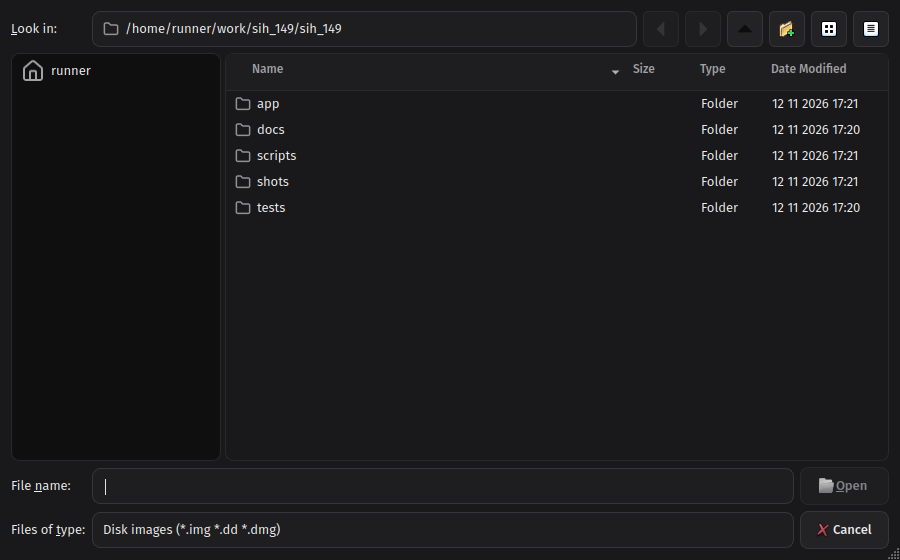 Look in: /home/runner/work/sih_149/sih_149
runner
Name Size Type Date Modified
app Folder 12 11 2026 17:21
docs Folder 12 11 2026 17:20
scripts Folder 12 11 2026 17:21
shots Folder 12 11 2026 17:21
tests Folder 12 11 2026 17:20
File name: Open
Files of type: Disk images (*.img *.dd *.dmg) Cancel